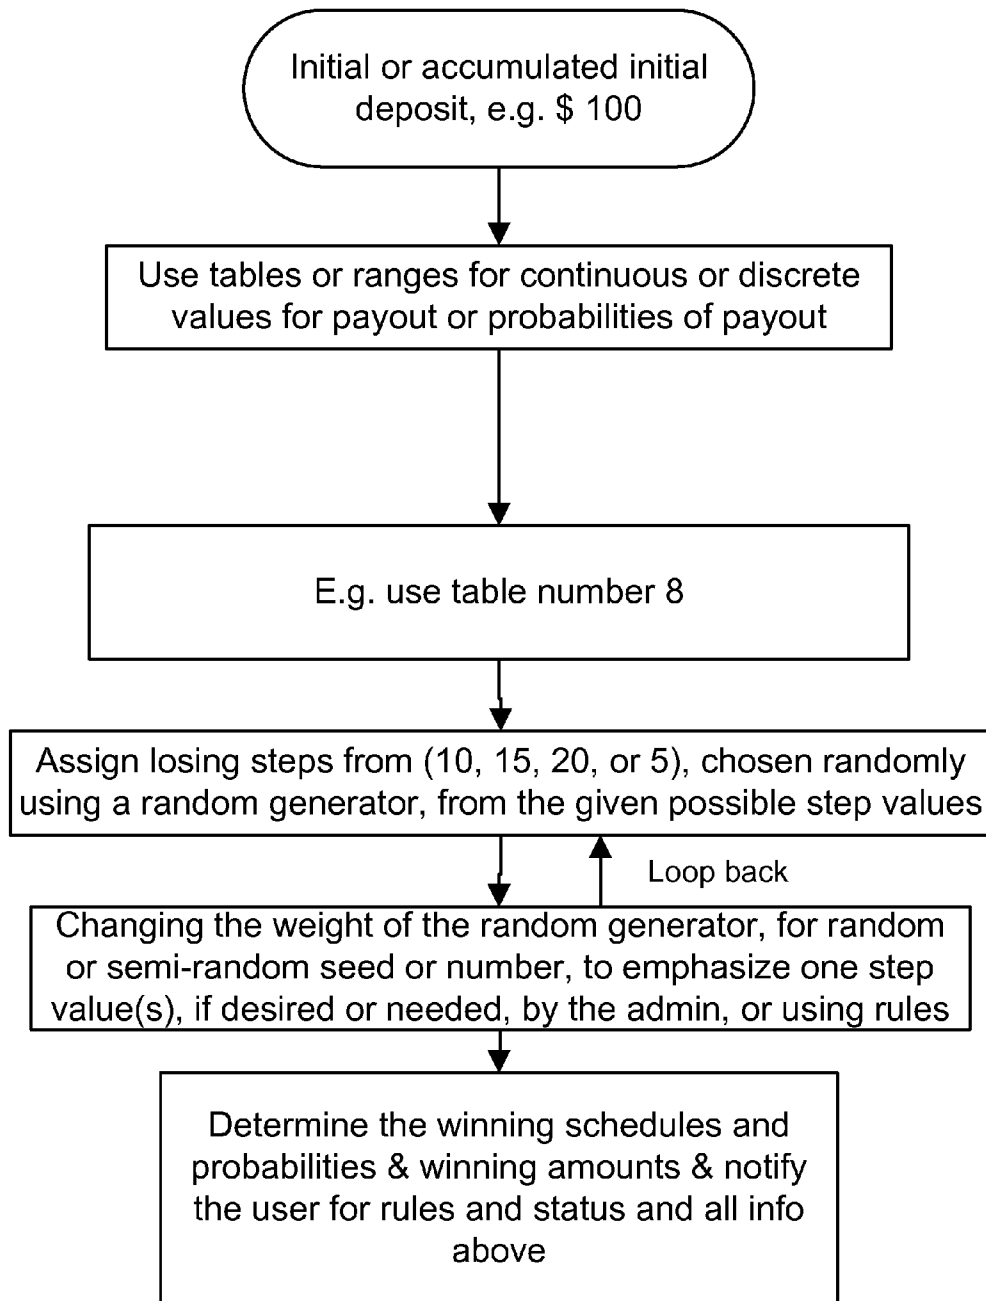 Initial or accumulated initial
deposit, e.g. $ 100
Use tables or ranges for continuous or discrete
values for payout or probabilities of payout
E.g. use table number 8
Assign losing steps from (10, 15, 20, or 5), chosen randomly
using a random generator, from the given possible step values
Loop back
Changing the weight of the random generator, for random
or semi-random seed or number, to emphasize one step
value(s), if desired or needed, by the admin, or using rules
Determine the winning schedules and
probabilities & winning amounts & notify
the user for rules and status and all info
above